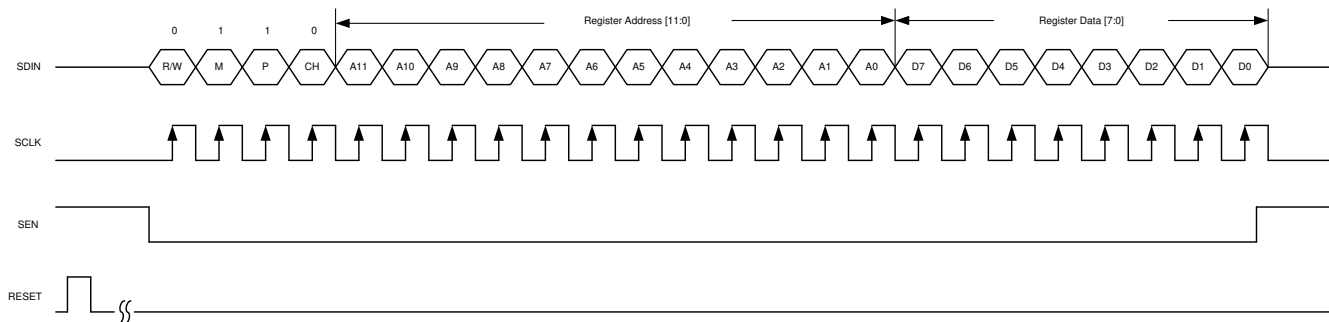 Register Address [11:0] Register Data [7:0]
0 1 1 0
SDIN R/W M P CH A11 A10 A9 A8 A7 A6 A5 A4 A3 A2 A1 A0 D7 D6 D5 D4 D3 D2 D1 D0
SCLK
SEN
RESET